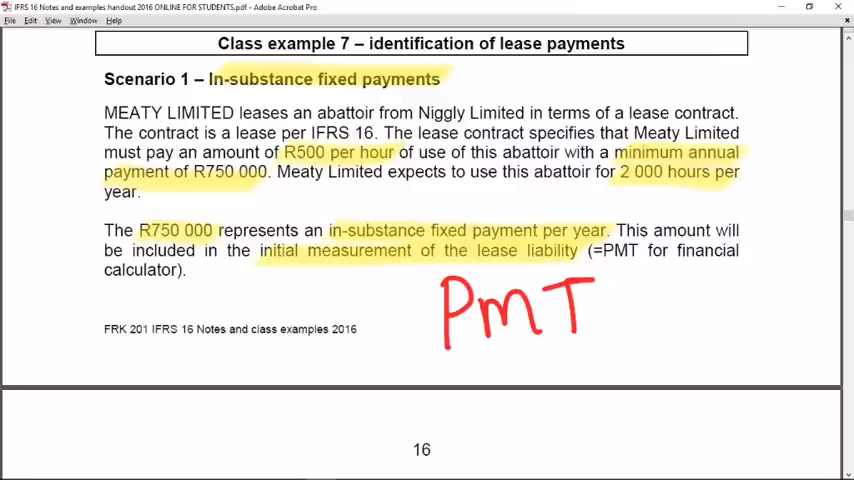 IFRS 16 Notes and examples handout 2016 ONLINE FOR STUDENTS.pdf - Adobe Acrobat Pro
File Edit View Window Help
Class example 7 – identification of lease payments
Scenario 1 – In-substance fixed payments
MEATY LIMITED leases an abattoir from Niggly Limited in terms of a lease contract.
The contract is a lease per IFRS 16. The lease contract specifies that Meaty Limited
must pay an amount of R500 per hour of use of this abattoir with a minimum annual
payment of R750 000. Meaty Limited expects to use this abattoir for 2 000 hours per
year.
The R750 000 represents an in-substance fixed payment per year. This amount will
be included in the initial measurement of the lease liability (=PMT for financial
calculator).
PMT
FRK 201 IFRS 16 Notes and class examples 2016
16